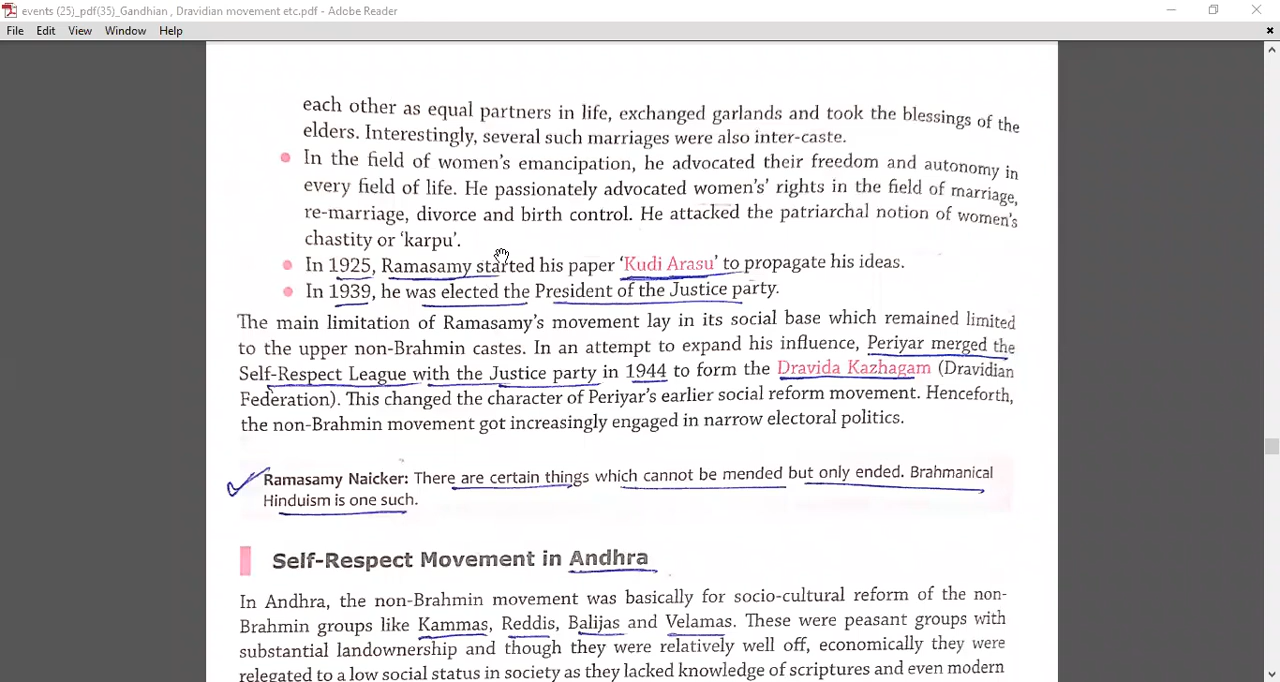 events (25)_pdf(35)_Gandhian , Dravidian movement etc.pdf - Adobe Reader
File Edit View Window Help
each other as equal partners in life, exchanged garlands and took the blessings of the
elders. Interestingly, several such marriages were also inter-caste.
In the field of women's emancipation, he advocated their freedom and autonomy in
every field of life. He passionately advocated women's' rights in the field of marriage,
re-marriage, divorce and birth control. He attacked the patriarchal notion of women's
chastity or 'karpu'.
In 1925, Ramasamy started his paper 'Kudi Arasu' to propagate his ideas.
In 1939, he was elected the President of the Justice party.
The main limitation of Ramasamy's movement lay in its social base which remained limited
to the upper non-Brahmin castes. In an attempt to expand his influence, Periyar merged the
Self-Respect League with the Justice party in 1944 to form the Dravida Kazhagam (Dravidian
Federation). This changed the character of Periyar's earlier social reform movement. Henceforth,
the non-Brahmin movement got increasingly engaged in narrow electoral politics.
Ramasamy Naicker: There are certain things which cannot be mended but only ended. Brahmanical
Hinduism is one such.
Self-Respect Movement in Andhra
In Andhra, the non-Brahmin movement was basically for socio-cultural reform of the non-
Brahmin groups like Kammas, Reddis, Balijas and Velamas. These were peasant groups with
substantial landownership and though they were relatively well off, economically they were
relegated to a low social status in society as they lacked knowledge of scriptures and even modern